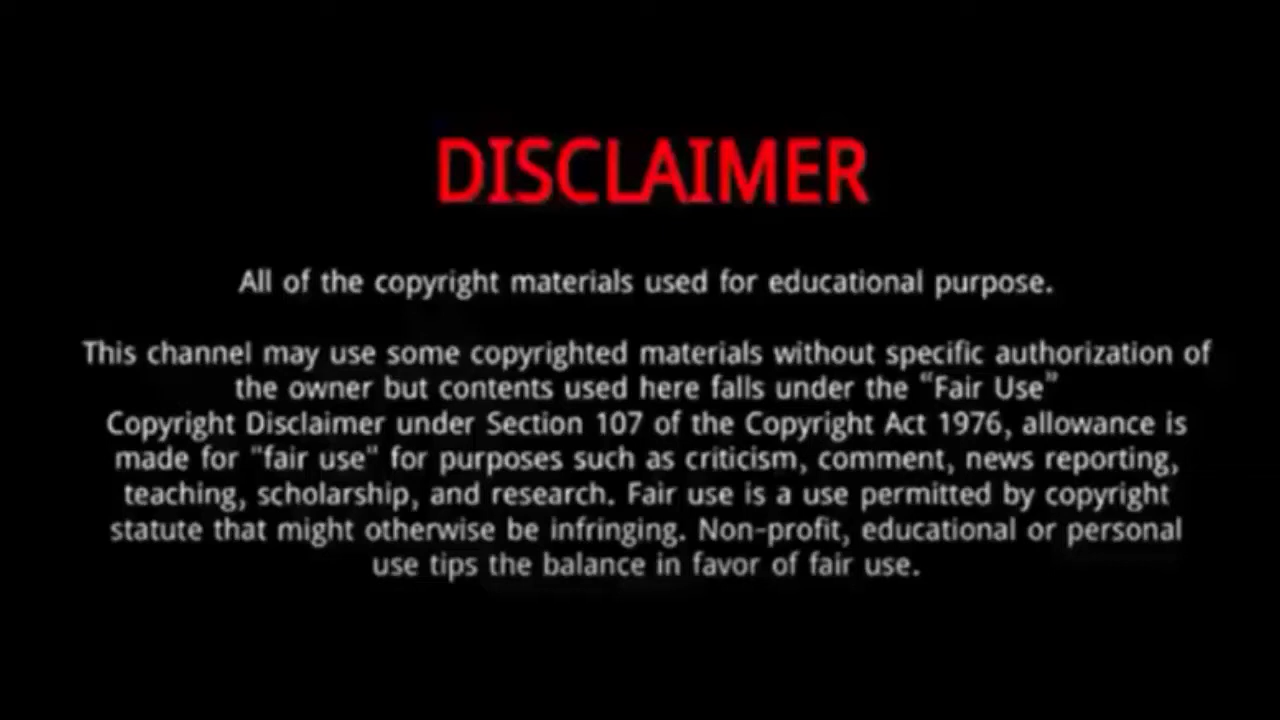 DISCLAIMER
All of the copyright materials used for educational purpose.
This channel may use some copyrighted materials without specific authorization of
the owner but contents used here falls under the “Fair Use”
Copyright Disclaimer under Section 107 of the Copyright Act 1976, allowance is
made for "fair use" for purposes such as criticism, comment, news reporting,
teaching, scholarship, and research. Fair use is a use permitted by copyright
statute that might otherwise be infringing. Non-profit, educational or personal
use tips the balance in favor of fair use.